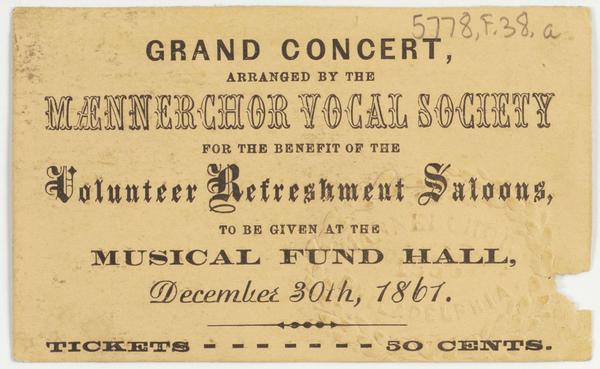 5778.F.38.a
GRAND CONCERT,
ARRANGED BY THE
MÆNNERCHOR VOCAL SOCIETY
FOR THE BENEFIT OF THE
Volunteer Refreshment Saloons,
TO BE GIVEN AT THE
MUSICAL FUND HALL,
December 30th, 1861.
TICKETS - - - - - - - 50 CENTS.